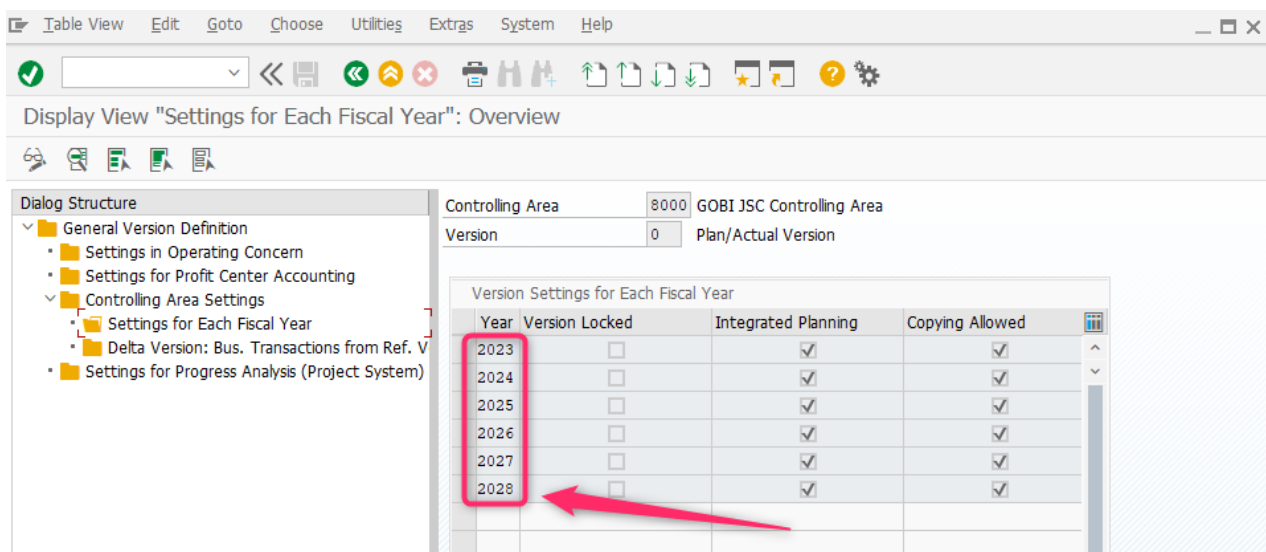 Table View Edit Goto Choose Utilities Extras System Help
Display View "Settings for Each Fiscal Year": Overview
Dialog Structure
General Version Definition
Settings in Operating Concern
Settings for Profit Center Accounting
Controlling Area Settings
Settings for Each Fiscal Year
Delta Version: Bus. Transactions from Ref. V
Settings for Progress Analysis (Project System)
Controlling Area 8000 GOBI JSC Controlling Area
Version 0 Plan/Actual Version
Version Settings for Each Fiscal Year
Year Version Locked Integrated Planning Copying Allowed
2023
2024
2025
2026
2027
2028